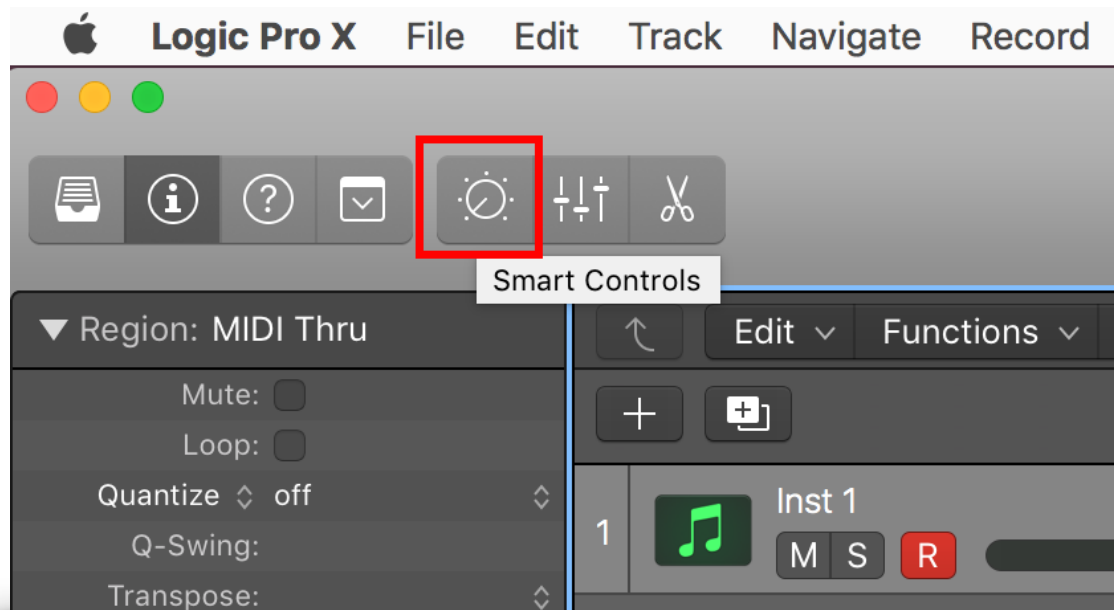 Logic Pro X File Edit Track Navigate Record
Smart Controls
Region: MIDI Thru
Edit Functions
Mute:
Loop:
Quantize off
Q-Swing:
Transpose:
1 Inst 1
M S R